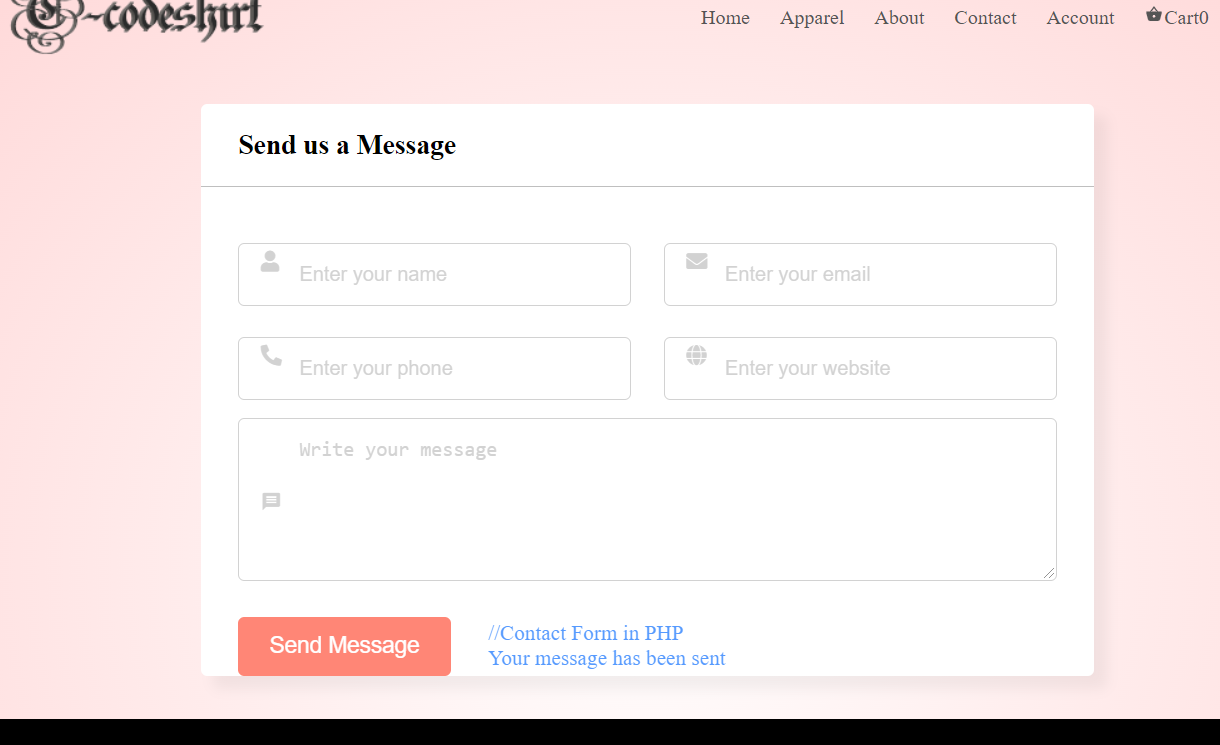 T-codeshirt
Home Apparel About Contact Account Cart0
Send us a Message
Enter your name
Enter your email
Enter your phone
Enter your website
Write your message
Send Message
//Contact Form in PHP
Your message has been sent